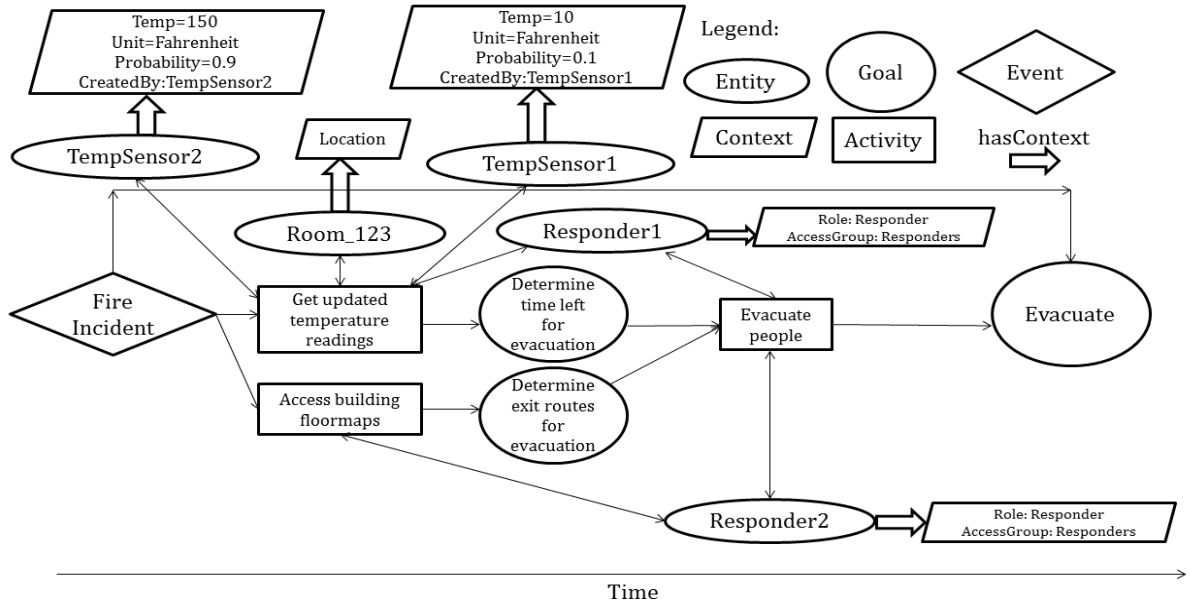 Temp=150
Unit=Fahrenheit
Probability=0.9
CreatedBy:TempSensor2
Temp=10
Unit=Fahrenheit
Probability=0.1
CreatedBy:TempSensor1
Legend:
Entity
Goal
Event
Context
Activity
hasContext
TempSensor2
Location
TempSensor1
Room_123
Responder1
Role: Responder
AccessGroup: Responders
Fire
Incident
Get updated
temperature
readings
Determine
time left
for
evacuation
Evacuate
people
Evacuate
Access building
floormaps
Determine
exit routes
for
evacuation
Responder2
Role: Responder
AccessGroup: Responders
Time